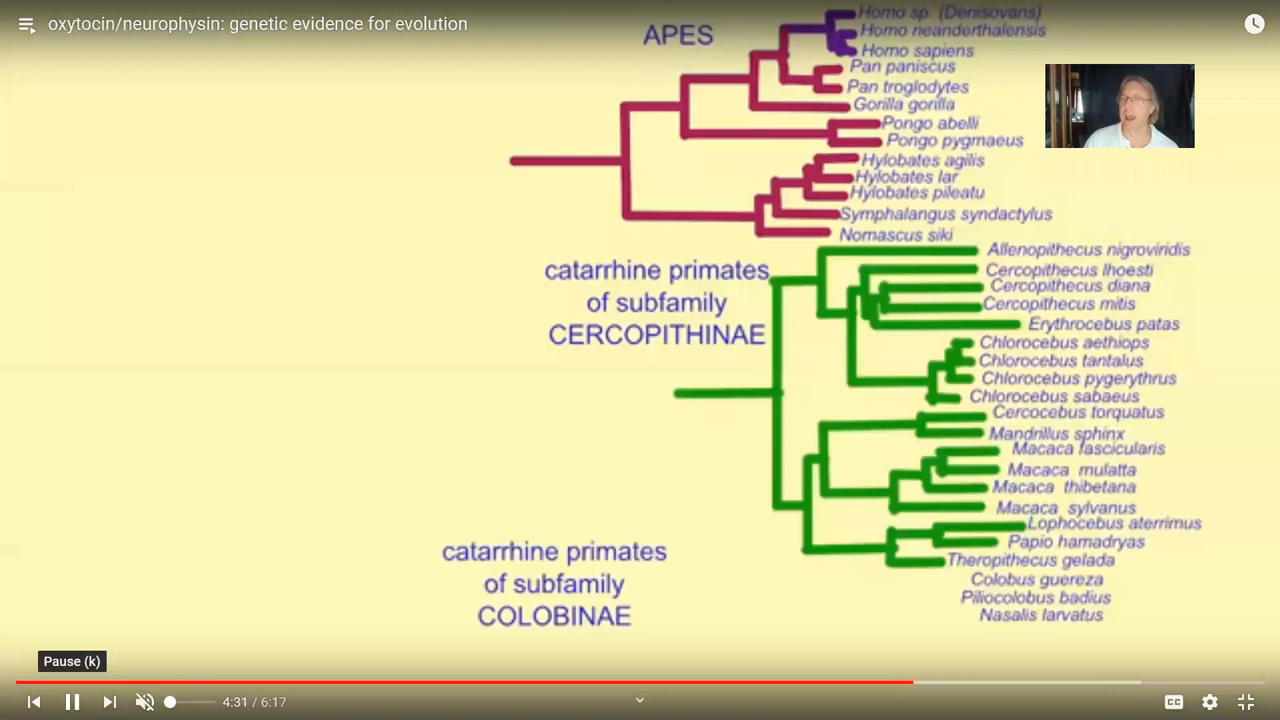 oxytocin/neurophysin: genetic evidence for evolution
APES
Homo sp. (Denisovans)
Homo neanderthalensis
Homo sapiens
Pan paniscus
Pan troglodytes
Gorilla gorilla
Pongo abelli
Pongo pygmaeus
Hylobates agilis
Hylobates lar
Hylobates pileatu
Symphalangus syndactylus
Nomascus siki
catarrhine primates
of subfamily
CERCOPITHINAE
Allenopithecus nigroviridis
Cercopithecus lhoesti
Cercopithecus diana
Cercopithecus mitis
Erythrocebus patas
Chlorocebus aethiops
Chlorocebus tantalus
Chlorocebus pygerythrus
Chlorocebus sabaeus
Cercocebus torquatus
Mandrillus sphinx
Macaca fascicularis
Macaca mulatta
Macaca thibetana
Macaca sylvanus
Lophocebus aterrimus
Papio hamadryas
Theropithecus gelada
catarrhine primates
of subfamily
COLOBINAE
Colobus guereza
Piliocolobus badius
Nasalis larvatus
Pause (k)
4:31 / 6:17
CC